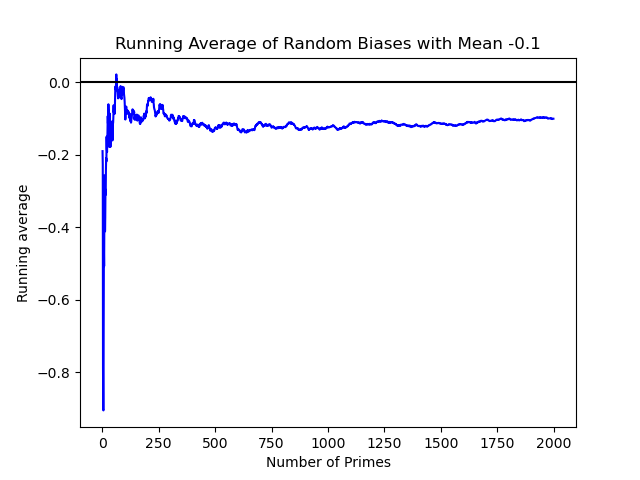 Running Average of Random Biases with Mean -0.1
0.0
−0.2
−0.4
−0.6
−0.8
Running average
0 250 500 750 1000 1250 1500 1750 2000
Number of Primes